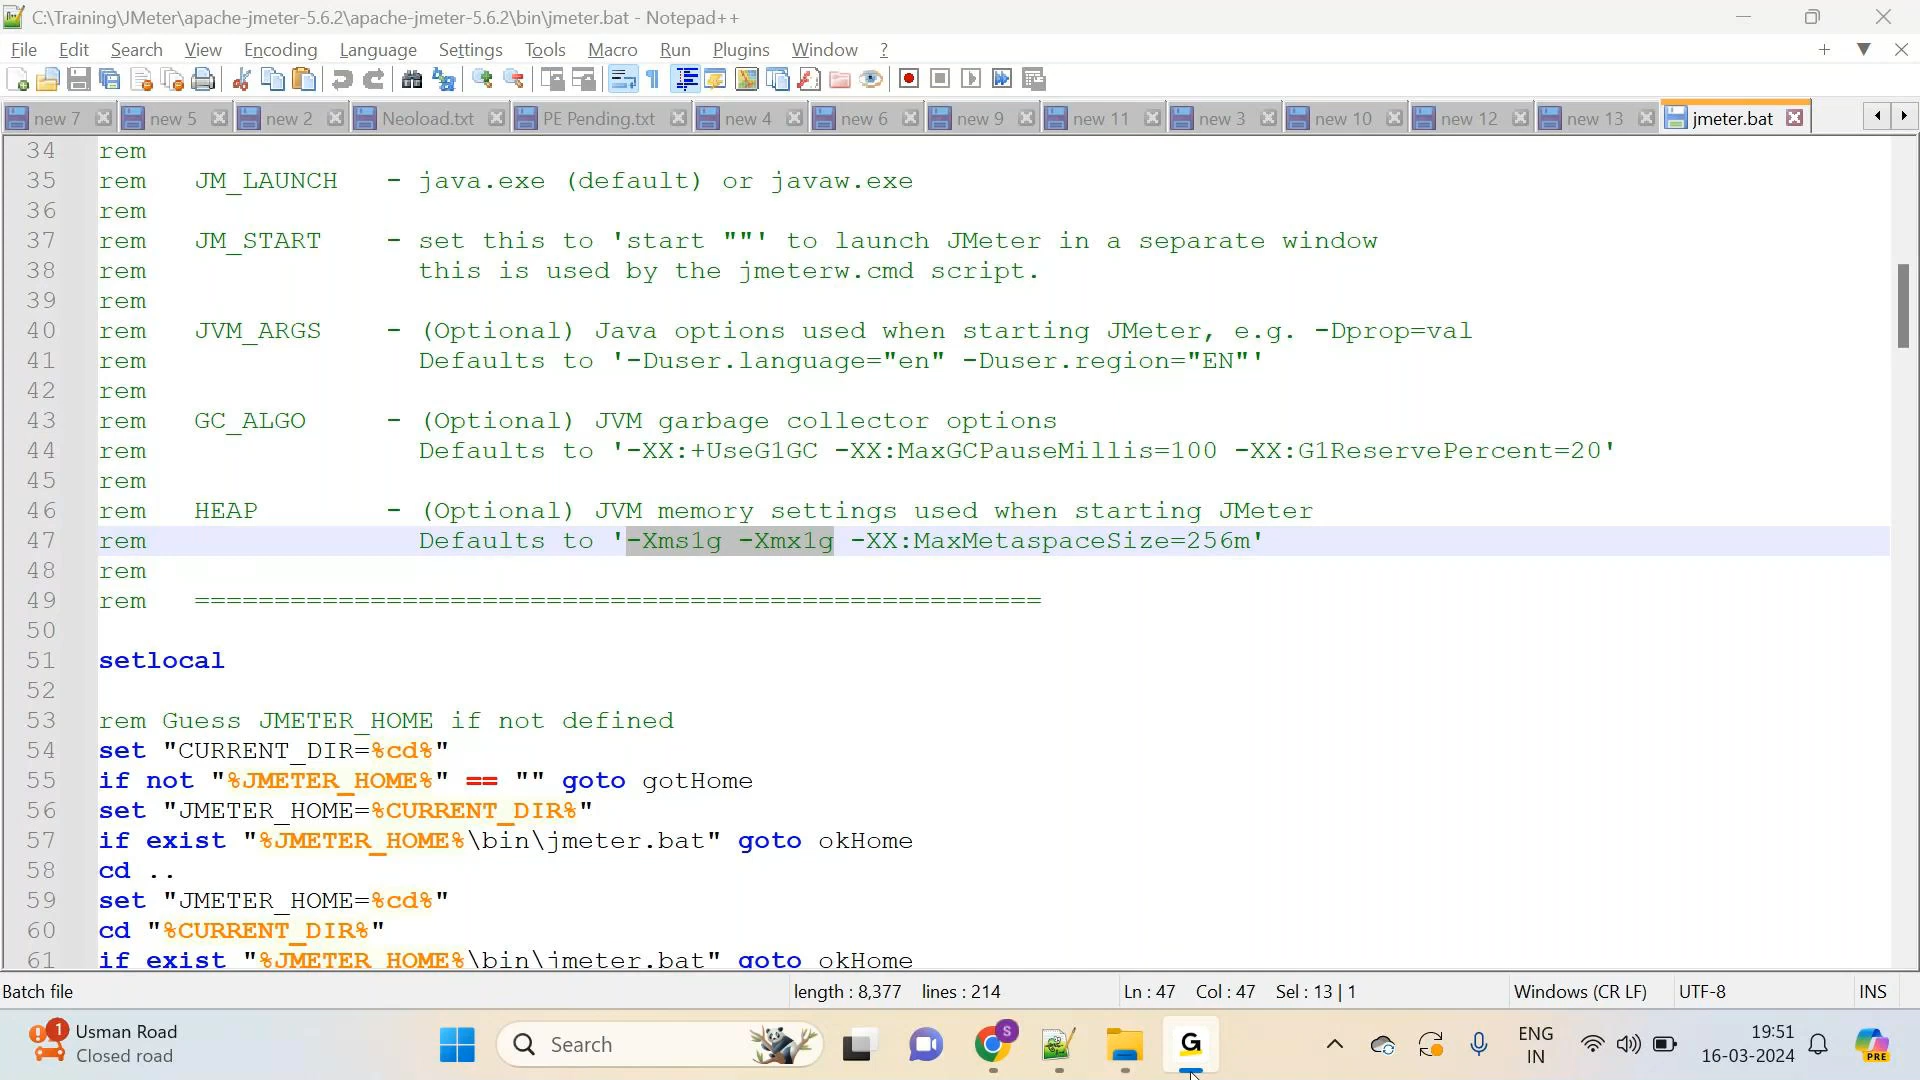 C:\Training\JMeter\apache-jmeter-5.6.2\apache-jmeter-5.6.2\bin\jmeter.bat - Notepad++
File Edit Search View Encoding Language Settings Tools Macro Run Plugins Window ?
new 7 new 5 new 2 Neoload.txt PE Pending.txt new 4 new 6 new 9 new 11 new 3 new 10 new 12 new 13 jmeter.bat
34 rem
35 rem JM_LAUNCH - java.exe (default) or javaw.exe
36 rem
37 rem JM_START - set this to 'start ""' to launch JMeter in a separate window
38 rem this is used by the jmeterw.cmd script.
39 rem
40 rem JVM_ARGS - (Optional) Java options used when starting JMeter, e.g. -Dprop=val
41 rem Defaults to '-Duser.language="en" -Duser.region="EN"'
42 rem
43 rem GC_ALGO - (Optional) JVM garbage collector options
44 rem Defaults to '-XX:+UseG1GC -XX:MaxGCPauseMillis=100 -XX:G1ReservePercent=20'
45 rem
46 rem HEAP - (Optional) JVM memory settings used when starting JMeter
47 rem Defaults to '-Xms1g -Xmx1g -XX:MaxMetaspaceSize=256m'
48 rem
49 rem =====================================================
50
51 setlocal
52
53 rem Guess JMETER_HOME if not defined
54 set "CURRENT_DIR=%cd%"
55 if not "%JMETER_HOME%" == "" goto gotHome
56 set "JMETER_HOME=%CURRENT_DIR%"
57 if exist "%JMETER_HOME%\bin\jmeter.bat" goto okHome
58 cd ..
59 set "JMETER_HOME=%cd%"
60 cd "%CURRENT_DIR%"
61 if exist "%JMETER_HOME%\bin\jmeter.bat" goto okHome
Batch file length : 8,377 lines : 214 Ln : 47 Col : 47 Sel : 13 | 1 Windows (CR LF) UTF-8 INS
1 Usman Road
Closed road
Search
S
G
ENG
IN
19:51
16-03-2024
PRE